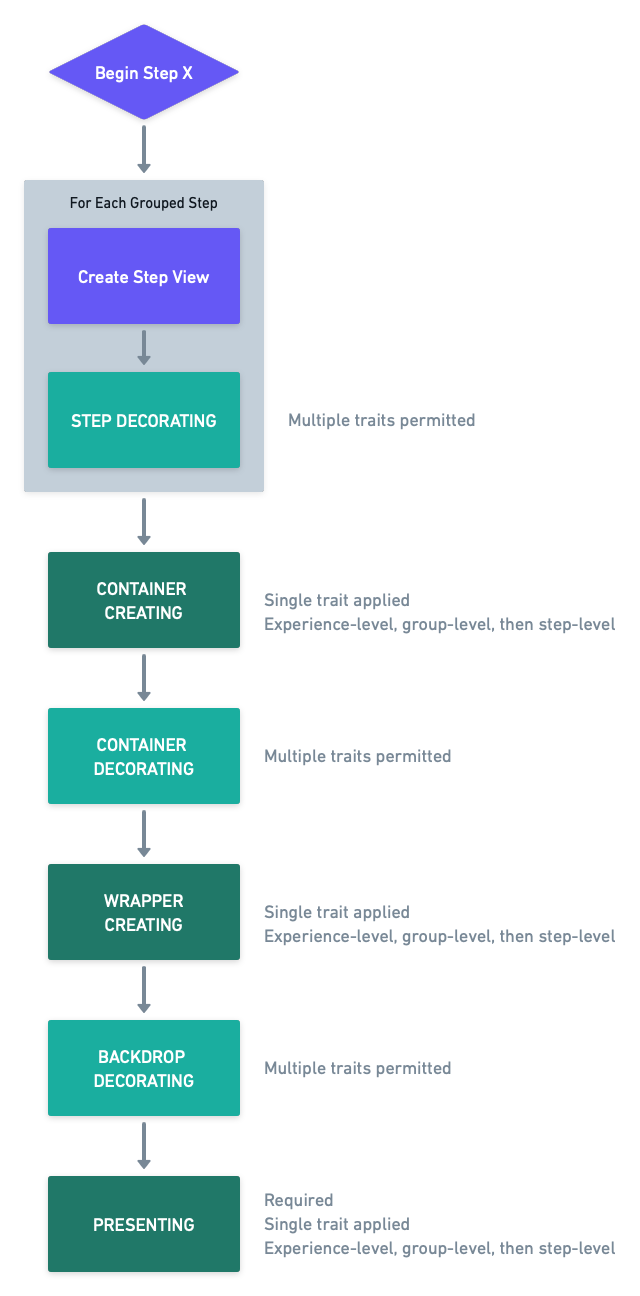 Begin Step X
For Each Grouped Step
Create Step View
STEP DECORATING
Multiple traits permitted
CONTAINER
CREATING
Single trait applied
Experience-level, group-level, then step-level
CONTAINER
DECORATING
Multiple traits permitted
WRAPPER
CREATING
Single trait applied
Experience-level, group-level, then step-level
BACKDROP
DECORATING
Multiple traits permitted
PRESENTING
Required
Single trait applied
Experience-level, group-level, then step-level